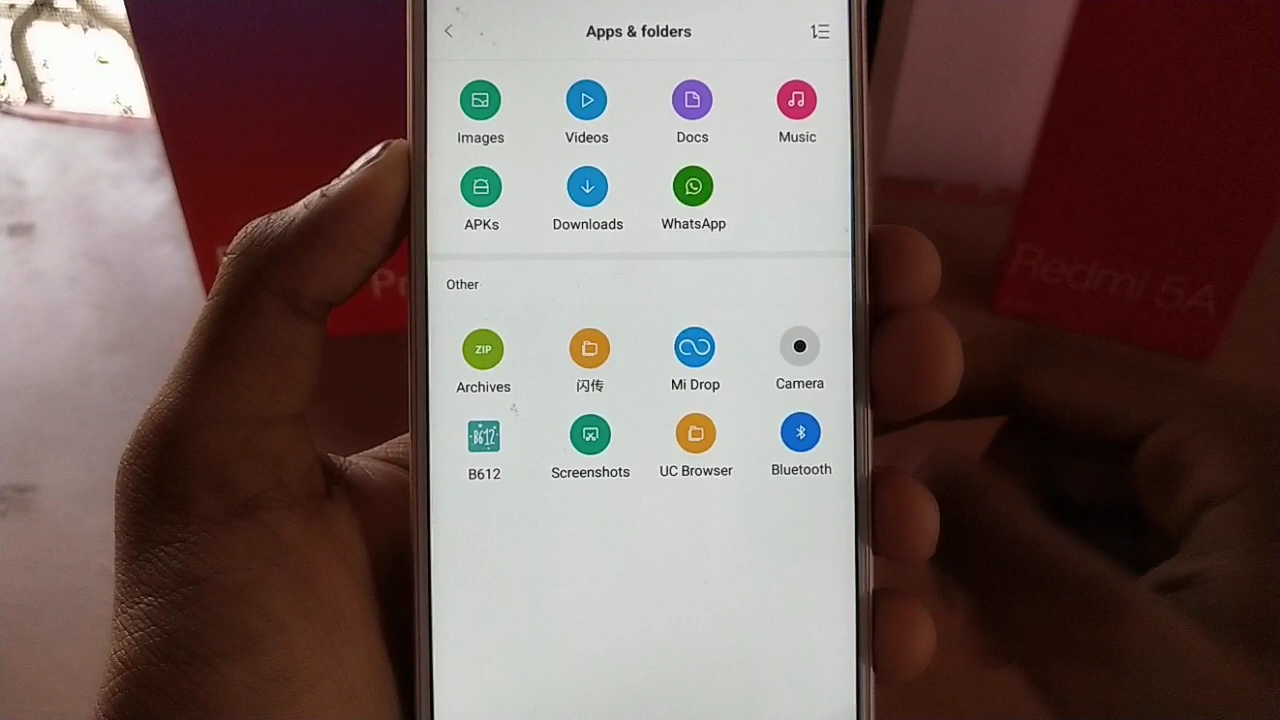 Apps & folders
Images Videos Docs Music
APKs Downloads WhatsApp
Other
ZIP
Archives 闪传 Mi Drop Camera
B612
B612 Screenshots UC Browser Bluetooth
Redmi 5A